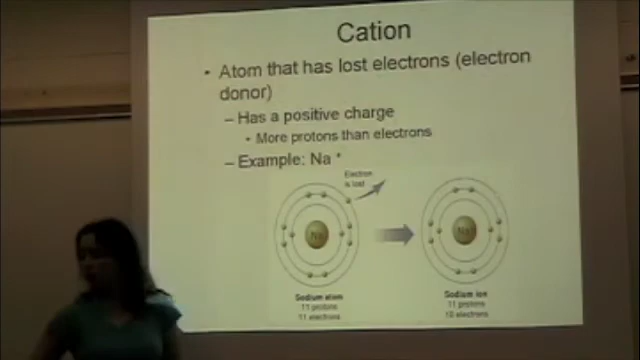 Cation
• Atom that has lost electrons (electron
donor)
– Has a positive charge
• More protons than electrons
– Example: Na +
Electron
is lost
Na
Na
Sodium atom
11 protons
11 electrons
Sodium ion
11 protons
10 electrons